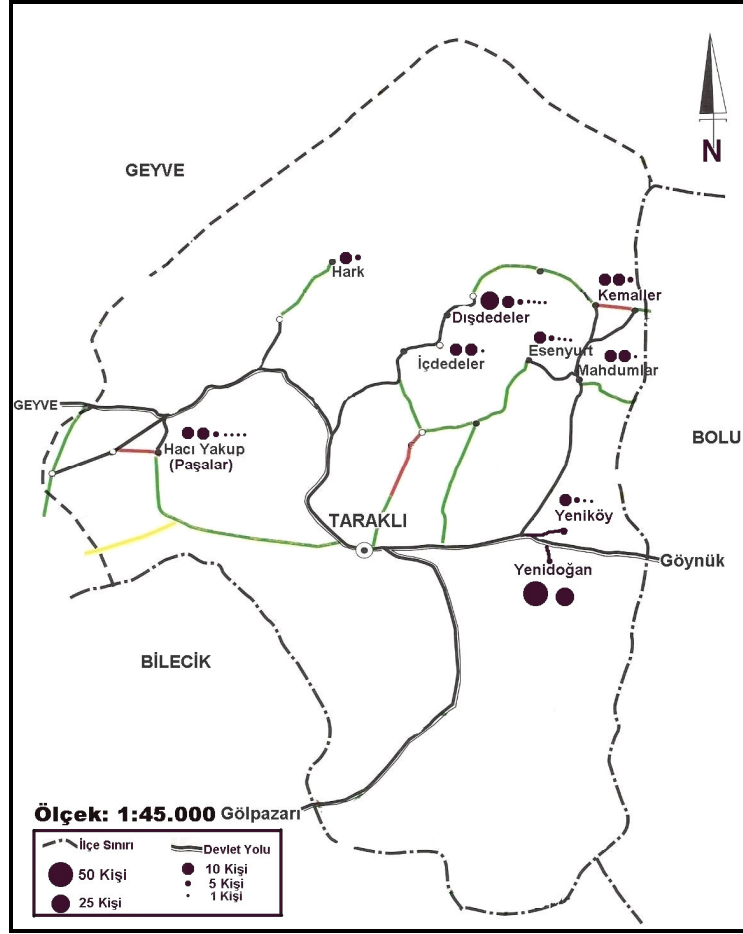 N
GEYVE
Hark
Kemaller
Dışdedeler
Esenyurt
İçdedeler
Mahdumlar
GEYVE
BOLU
Hacı Yakup
(Paşalar)
TARAKLI
Yeniköy
Göynük
Yenidoğan
BİLECİK
Ölçek: 1:45.000
Gölpazarı
İlçe Sınırı
Devlet Yolu
50 Kişi
10 Kişi
5 Kişi
1 Kişi
25 Kişi